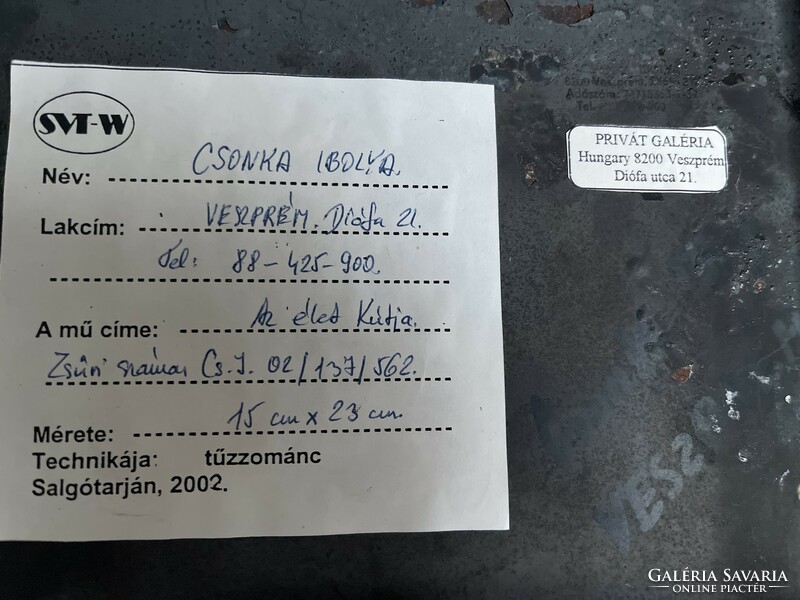 SVT-W
Név: CSONKA IBOLYA.
Lakcím: VESZPRÉM. Diófa 21.
Tel: 88-425-900.
A mű címe: Az élet Kútja.
Zsűri száma: Cs.I. 02/137/562.
Mérete: 15 cm x 23 cm.
Technikája: tűzzománc
Salgótarján, 2002.
PRIVÁT GALÉRIA
Hungary 8200 Veszprém
Diófa utca 21.
GALÉRIA SAVARIA
ONLINE PIACTÉR